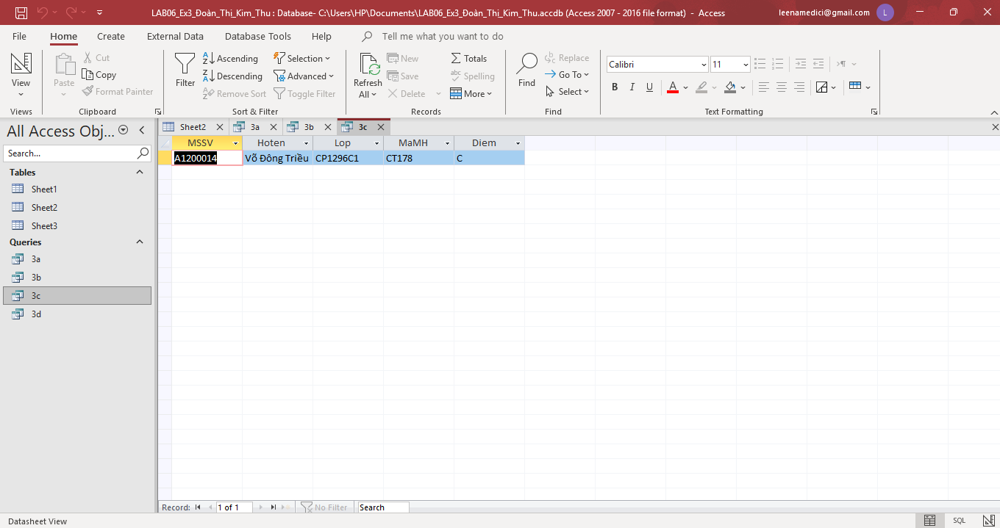 LAB06_Ex3_Đoàn_Thị_Kim_Thu : Database- C:\Users\HP\Documents\LAB06_Ex3_Đoàn_Thị_Kim_Thu.accdb (Access 2007 - 2016 file format) - Access
leenamedici@gmail.com L
File Home Create External Data Database Tools Help Tell me what you want to do
View
Views
Paste
Cut
Copy
Format Painter
Clipboard
Filter
Ascending
Descending
Remove Sort
Selection
Advanced
Toggle Filter
Sort & Filter
Refresh
All
New
Save
Delete
Totals
Spelling
More
Records
Find
Replace
Go To
Select
Find
Calibri 11
B I U A
Text Formatting
All Access Obj...
Search...
Tables
Sheet1
Sheet2
Sheet3
Queries
3a
3b
3c
3d
Sheet2 3a 3b 3c
MSSV Hoten Lop MaMH Diem
A1200014 Võ Đông Triều CP1296C1 CT178 C
Record: 1 of 1 No Filter Search
Datasheet View SQL